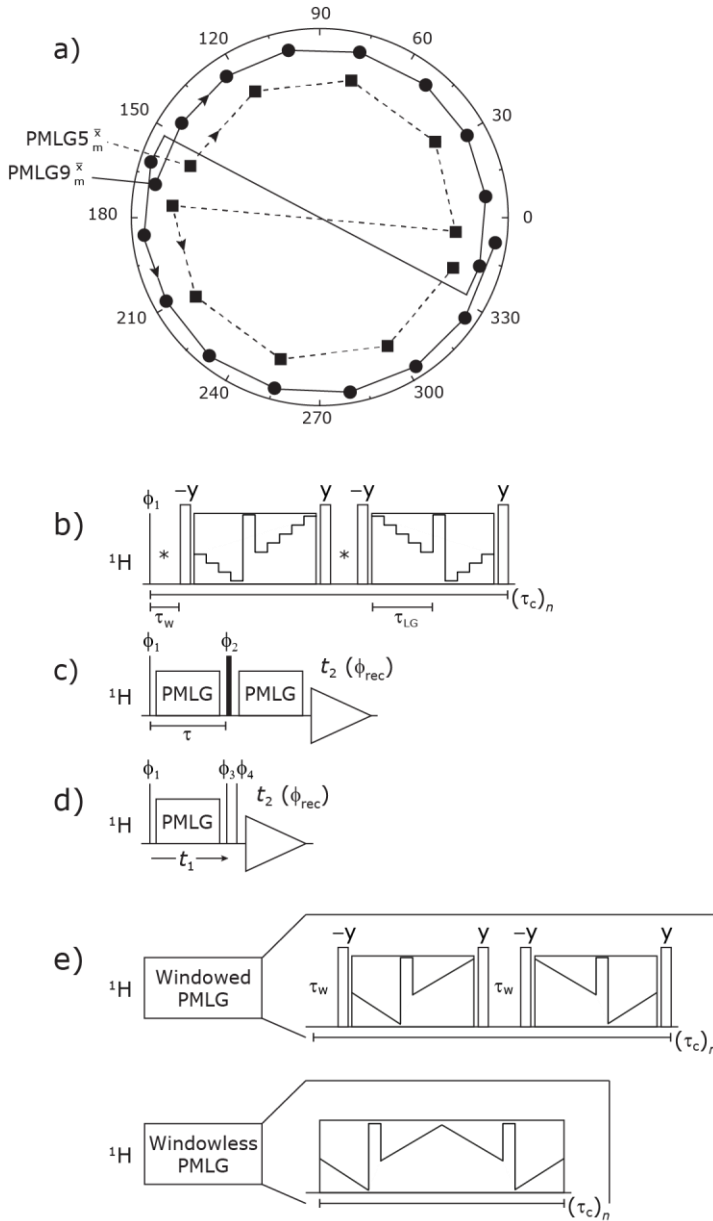 a)
90
120
60
150
30
PMLG5 x̄ m
PMLG9 x̄ m
180
0
210
330
240
300
270
b)
ϕ1 −y y −y y
1H * *
(τc)n
τw τLG
c)
ϕ1 ϕ2 t2 (ϕrec)
1H PMLG PMLG
τ
d)
ϕ1 ϕ3 ϕ4 t2 (ϕrec)
1H PMLG
t1
e)
−y y −y y
1H Windowed PMLG τw τw
(τc)n
1H Windowless PMLG
(τc)n